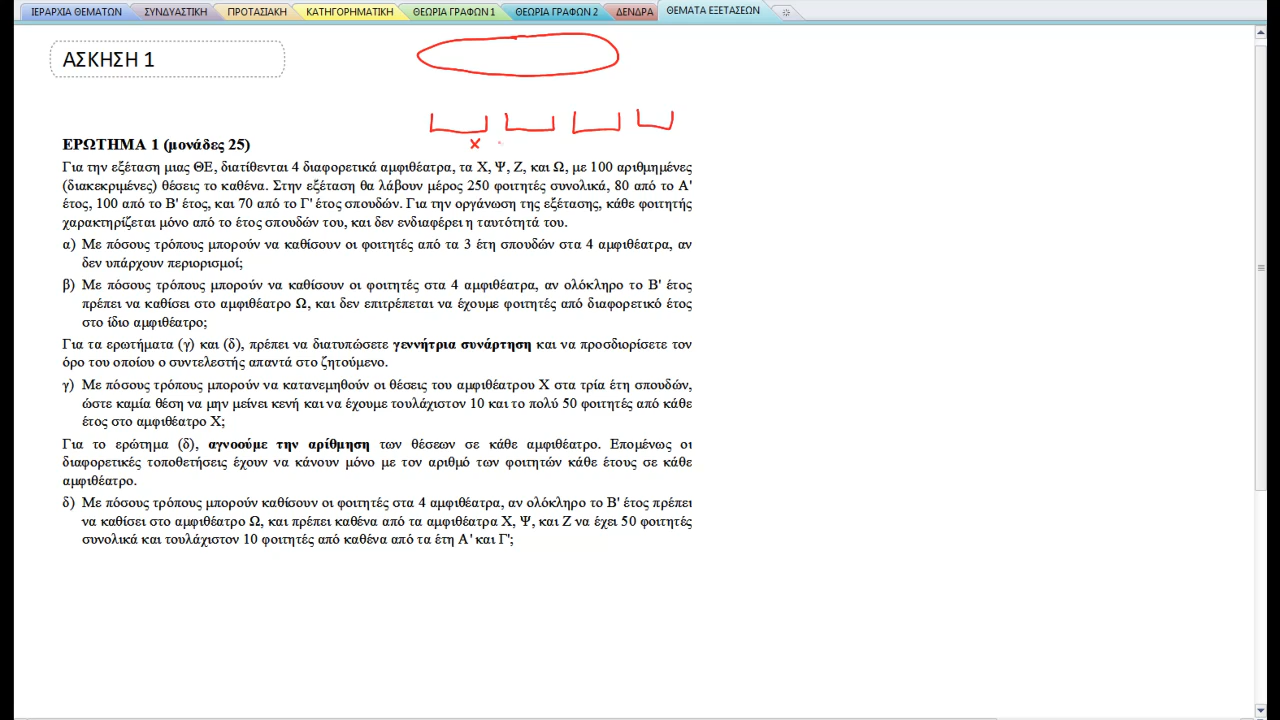 ΙΕΡΑΡΧΙΑ ΘΕΜΑΤΩΝ ΣΥΝΔΥΑΣΤΙΚΗ ΠΡΟΤΑΣΙΑΚΗ ΚΑΤΗΓΟΡΗΜΑΤΙΚΗ ΘΕΩΡΙΑ ΓΡΑΦΩΝ 1 ΘΕΩΡΙΑ ΓΡΑΦΩΝ 2 ΔΕΝΔΡΑ ΘΕΜΑΤΑ ΕΞΕΤΑΣΕΩΝ
ΑΣΚΗΣΗ 1
x
ΕΡΩΤΗΜΑ 1 (μονάδες 25)
Για την εξέταση μιας ΘΕ, διατίθενται 4 διαφορετικά αμφιθέατρα, τα Χ, Ψ, Ζ, και Ω, με 100 αριθμημένες
(διακεκριμένες) θέσεις το καθένα. Στην εξέταση θα λάβουν μέρος 250 φοιτητές συνολικά, 80 από το Α'
έτος, 100 από το Β' έτος, και 70 από το Γ' έτος σπουδών. Για την οργάνωση της εξέτασης, κάθε φοιτητής
χαρακτηρίζεται μόνο από το έτος σπουδών του, και δεν ενδιαφέρει η ταυτότητά του.
α) Με πόσους τρόπους μπορούν να καθίσουν οι φοιτητές από τα 3 έτη σπουδών στα 4 αμφιθέατρα, αν
δεν υπάρχουν περιορισμοί;
β) Με πόσους τρόπους μπορούν να καθίσουν οι φοιτητές στα 4 αμφιθέατρα, αν ολόκληρο το Β' έτος
πρέπει να καθίσει στο αμφιθέατρο Ω, και δεν επιτρέπεται να έχουμε φοιτητές από διαφορετικό έτος
στο ίδιο αμφιθέατρο;
Για τα ερωτήματα (γ) και (δ), πρέπει να διατυπώσετε γεννήτρια συνάρτηση και να προσδιορίσετε τον
όρο του οποίου ο συντελεστής απαντά στο ζητούμενο.
γ) Με πόσους τρόπους μπορούν να κατανεμηθούν οι θέσεις του αμφιθέατρου Χ στα τρία έτη σπουδών,
ώστε καμία θέση να μην μείνει κενή και να έχουμε τουλάχιστον 10 και το πολύ 50 φοιτητές από κάθε
έτος στο αμφιθέατρο Χ;
Για το ερώτημα (δ), αγνοούμε την αρίθμηση των θέσεων σε κάθε αμφιθέατρο. Επομένως οι
διαφορετικές τοποθετήσεις έχουν να κάνουν μόνο με τον αριθμό των φοιτητών κάθε έτους σε κάθε
αμφιθέατρο.
δ) Με πόσους τρόπους μπορούν καθίσουν οι φοιτητές στα 4 αμφιθέατρα, αν ολόκληρο το Β' έτος πρέπει
να καθίσει στο αμφιθέατρο Ω, και πρέπει καθένα από τα αμφιθέατρα Χ, Ψ, και Ζ να έχει 50 φοιτητές
συνολικά και τουλάχιστον 10 φοιτητές από καθένα από τα έτη Α' και Γ';